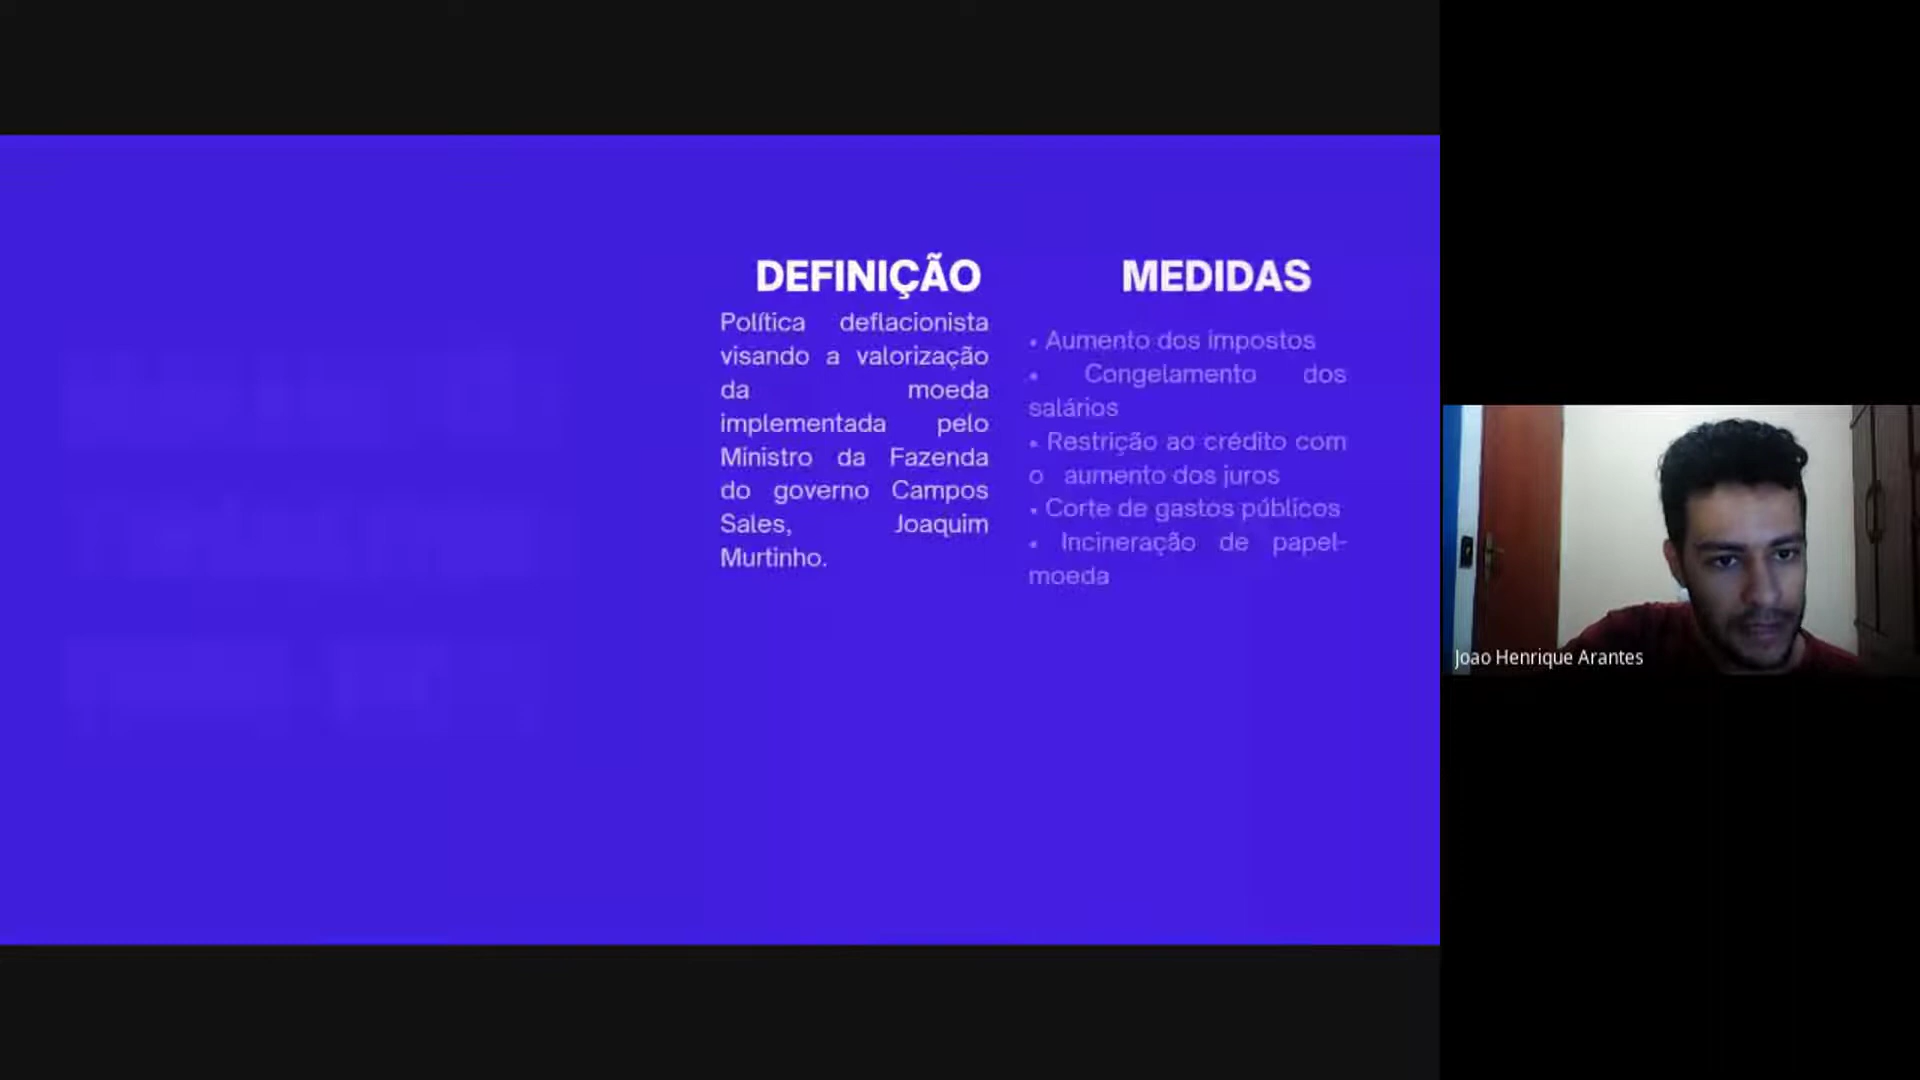 DEFINIÇÃO
Política deflacionista
visando a valorização
da moeda
implementada pelo
Ministro da Fazenda
do governo Campos
Sales, Joaquim
Murtinho.
MEDIDAS
• Aumento dos impostos
• Congelamento dos
salários
• Restrição ao crédito com
o aumento dos juros
• Corte de gastos públicos
• Incineração de papel-
moeda
Joao Henrique Arantes